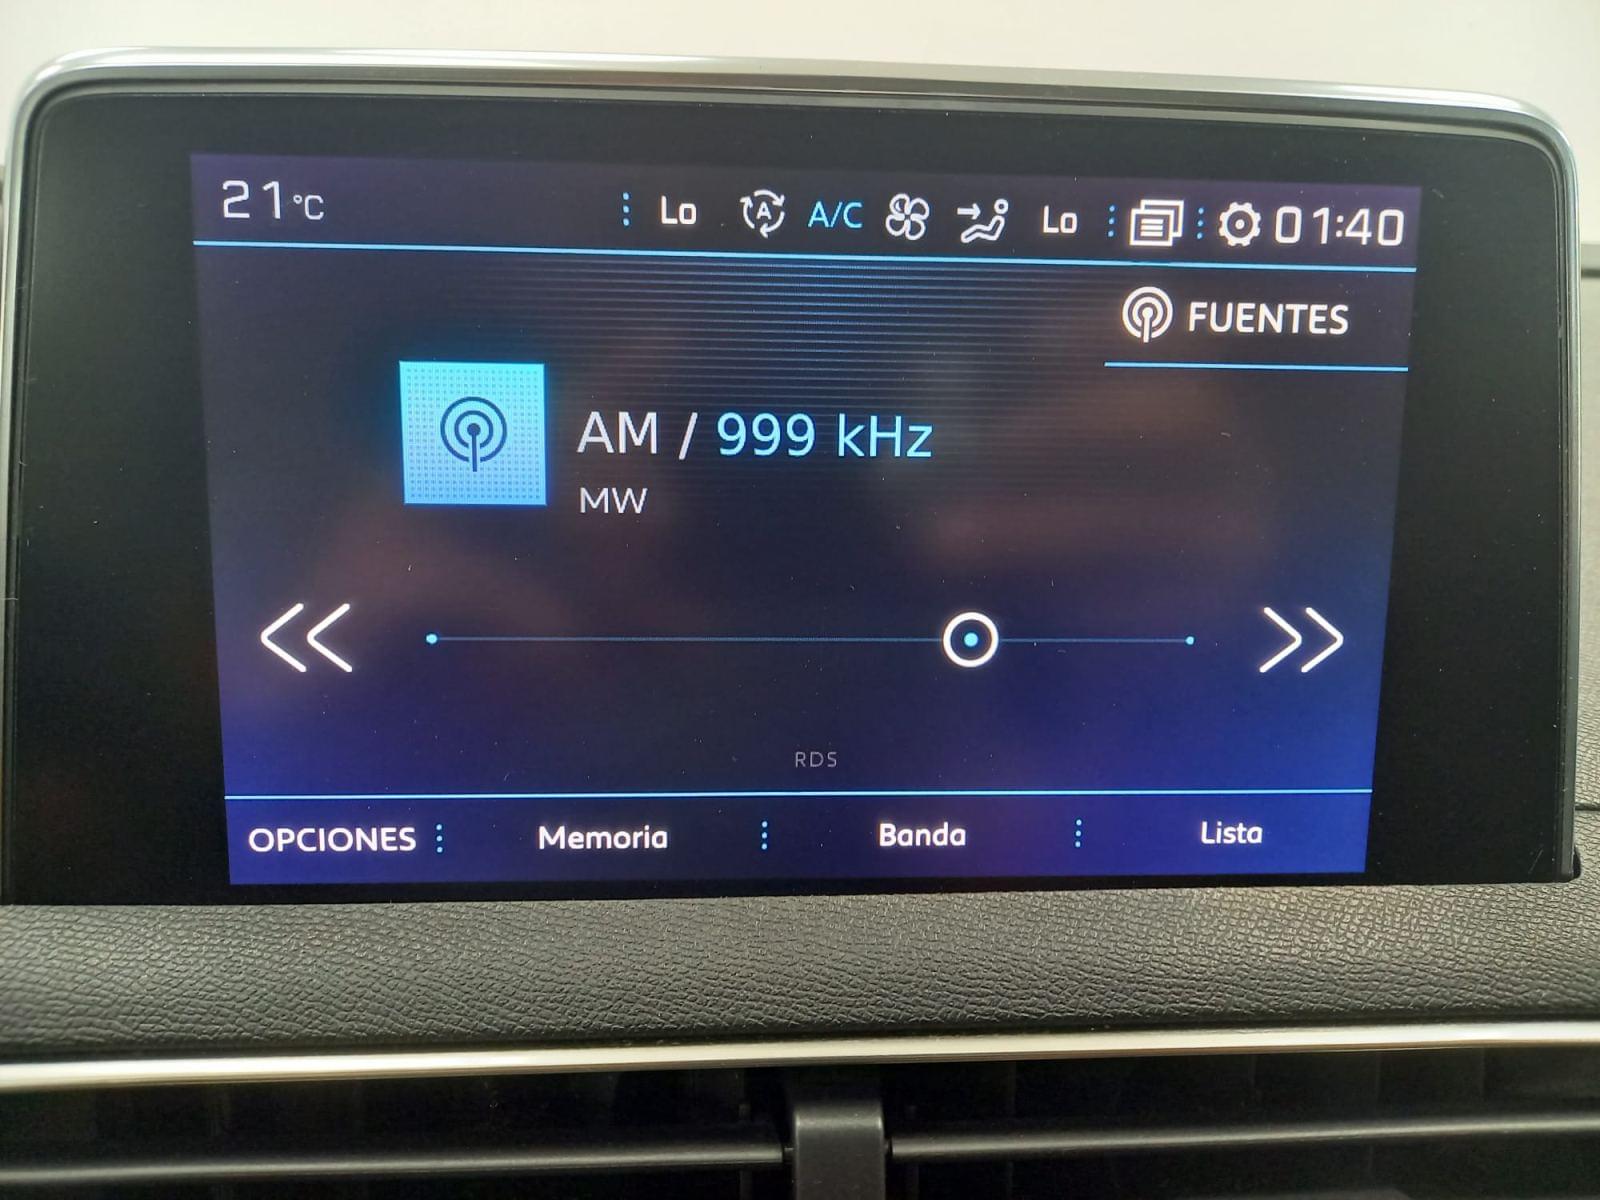 21°C Lo A A/C Lo 01:40
FUENTES
AM / 999 kHz
MW
RDS
OPCIONES Memoria Banda Lista